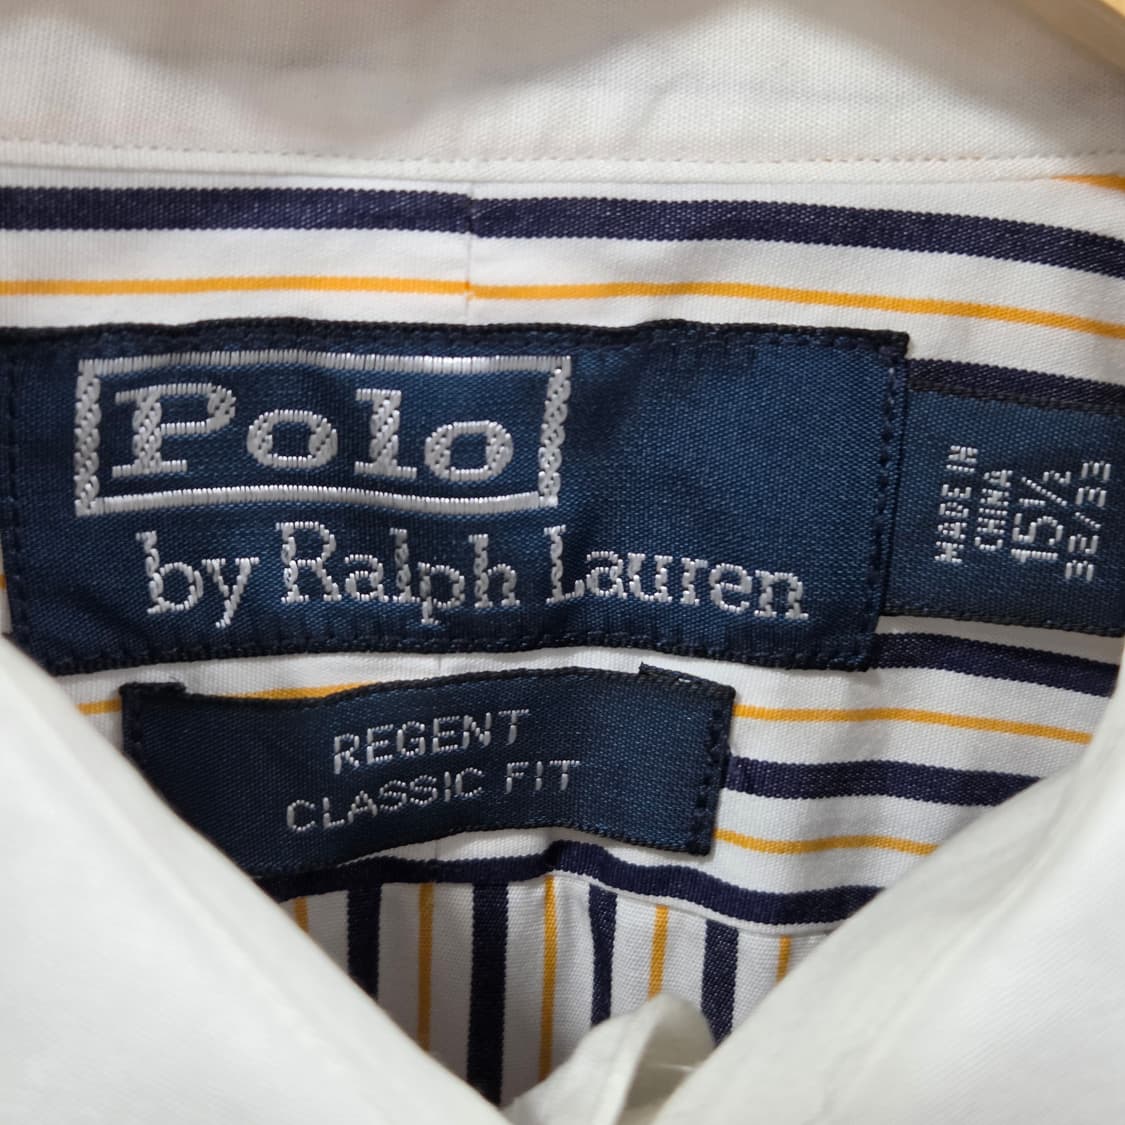 Polo
by Ralph Lauren
MADE IN
CHINA
15½
32/33
REGENT
CLASSIC FIT